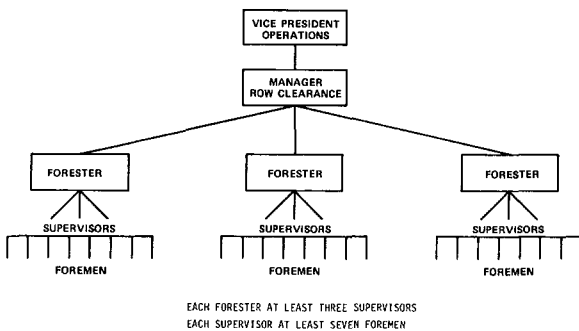 VICE PRESIDENT
OPERATIONS
MANAGER
ROW CLEARANCE
FORESTER
FORESTER
FORESTER
SUPERVISORS
SUPERVISORS
SUPERVISORS
FOREMEN
FOREMEN
FOREMEN
EACH FORESTER AT LEAST THREE SUPERVISORS
EACH SUPERVISOR AT LEAST SEVEN FOREMEN